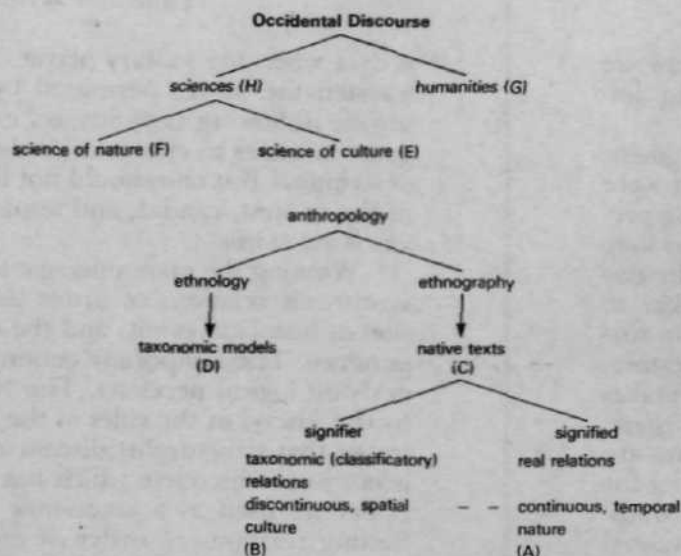 Occidental Discourse
sciences (H) humanities (G)
science of nature (F) science of culture (E)
anthropology
ethnology ethnography
taxonomic models native texts
(D) (C)
signifier signified
taxonomic (classificatory) real relations
relations
discontinuous, spatial – – continuous, temporal
culture nature
(B) (A)